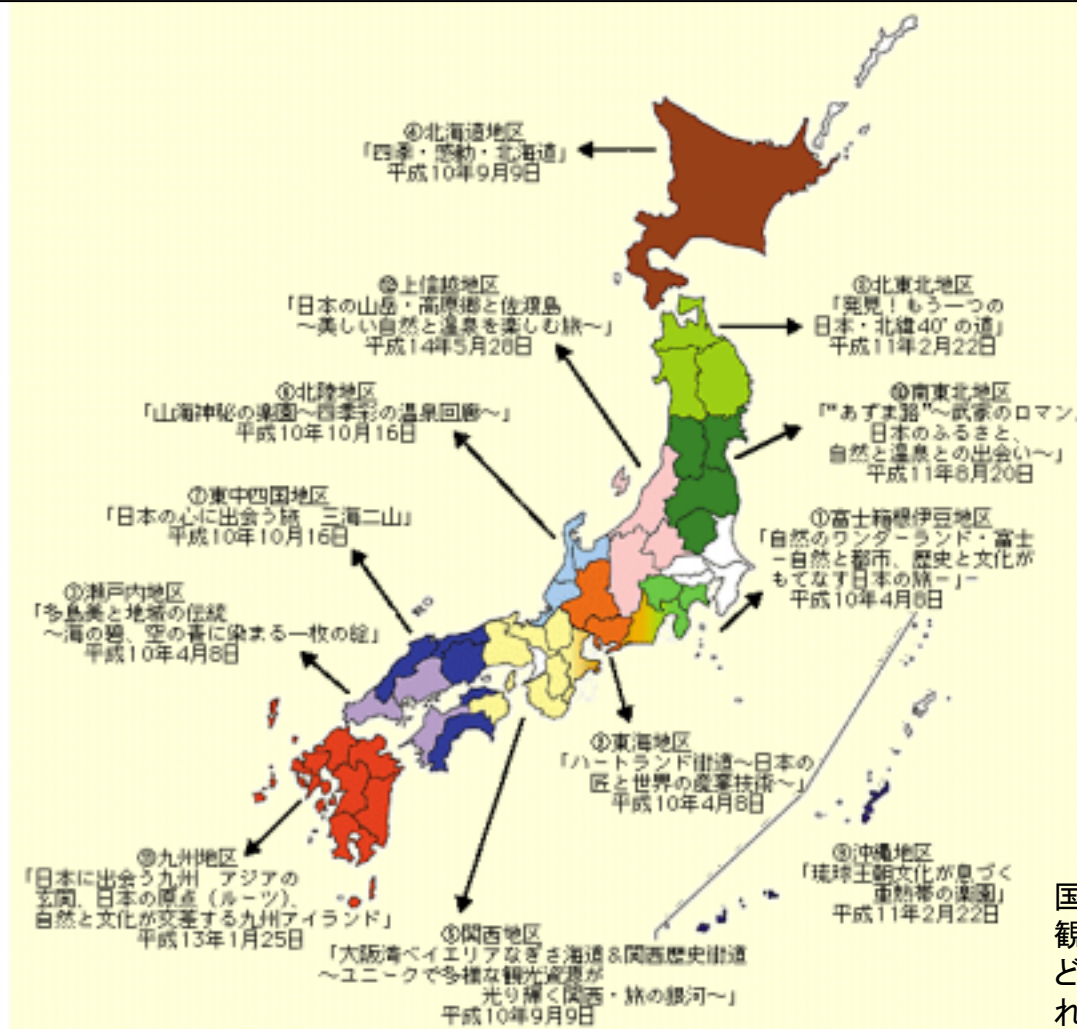 ④北海道地区
「四季・感動・北海道」
平成10年9月9日
⑫上信越地区
「日本の山岳・高原郷と佐渡島
～美しい自然と温泉を楽しむ旅～」
平成14年5月28日
⑧北東北地区
「発見！もう一つの
日本・北緯40°の道」
平成11年2月22日
⑥北陸地区
「山海神秘の楽園～四季彩の温泉回廊～」
平成10年10月16日
⑩南東北地区
「“あずま路”～武家のロマン
日本のふるさと、
自然と温泉との出会い～」
平成11年8月20日
⑦東中四国地区
「日本の心に出会う旅　三海二山」
平成10年10月16日
①富士箱根伊豆地区
「自然のワンダーランド・富士
－自然と都市、歴史と文化が
もてなす日本の旅－」
平成10年4月8日
③瀬戸内地区
「多島美と地域の伝統
～海の碧、空の青に染まる一枚の絵」
平成10年4月8日
②東海地区
「ハートランド街道～日本の
匠と世界の産業技術～」
平成10年4月8日
⑪九州地区
「日本に出会う九州　アジアの
玄関、日本の原点（ルーツ）、
自然と文化が交差する九州アイランド」
平成13年1月25日
⑨沖縄地区
「琉球王朝文化が息づく
亜熱帯の楽園」
平成11年2月22日
⑤関西地区
「大阪湾ベイエリアなぎさ海道＆関西歴史街道
～ユニークで多様な観光資源が
光り輝く関西・旅の銀河～」
平成10年9月9日
国
観
ど
れ